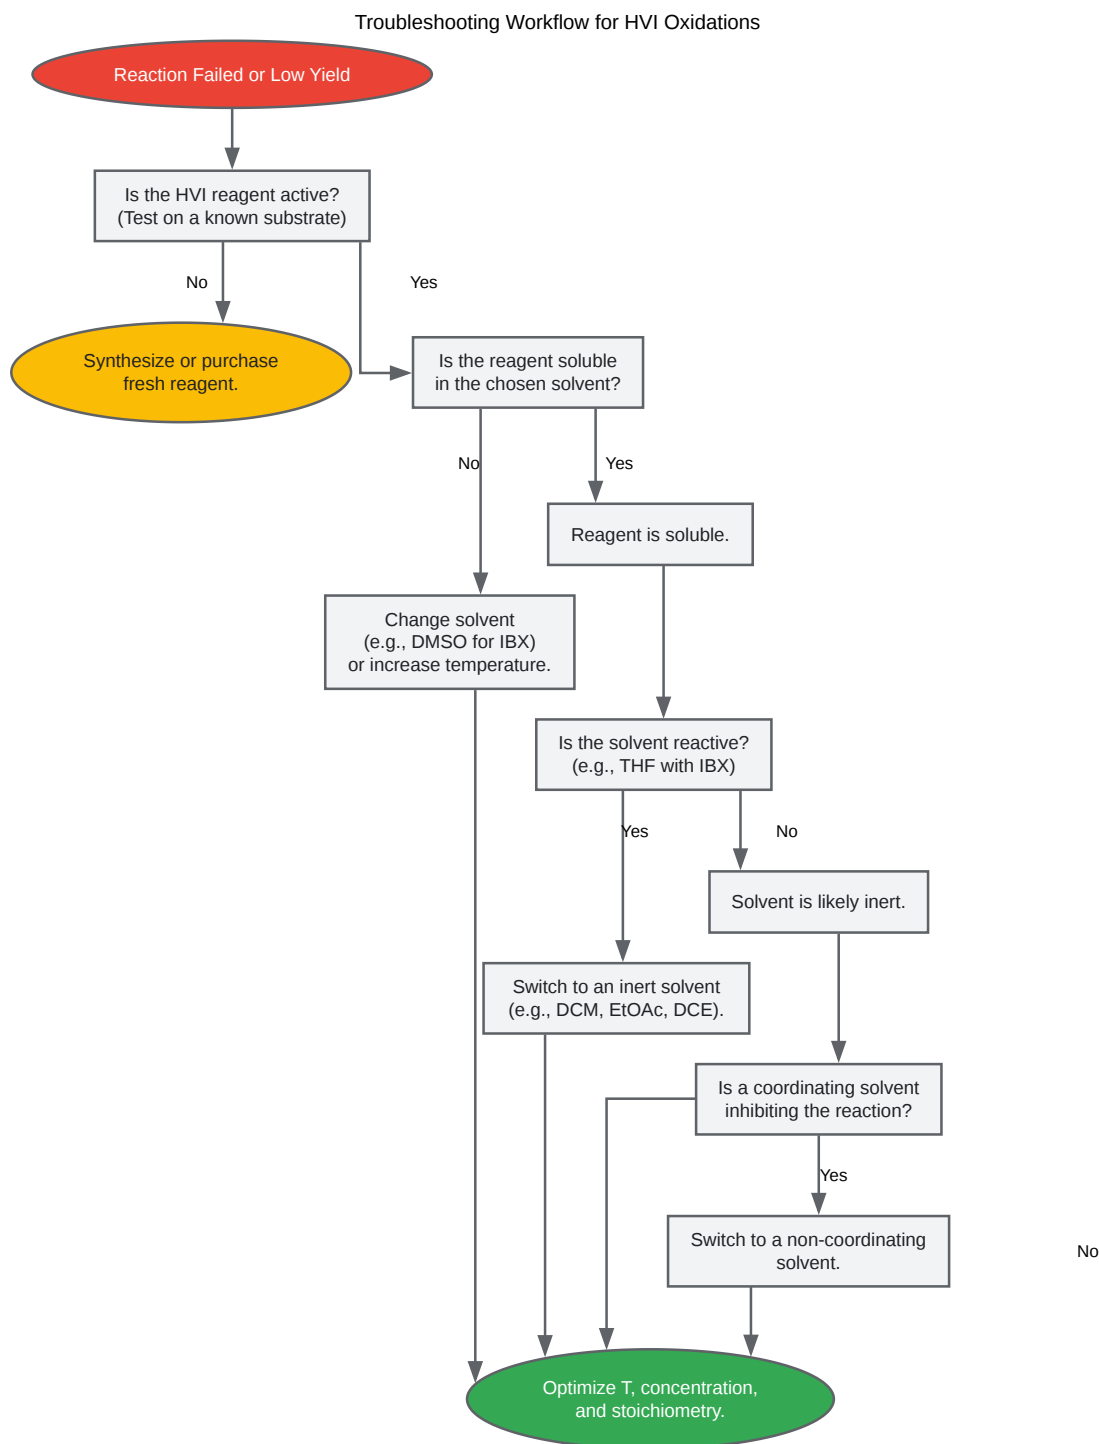 Troubleshooting Workflow for HVI Oxidations
Reaction Failed or Low Yield
Is the HVI reagent active?
(Test on a known substrate)
No
Yes
Synthesize or purchase
fresh reagent.
Is the reagent soluble
in the chosen solvent?
No
Yes
Reagent is soluble.
Change solvent
(e.g., DMSO for IBX)
or increase temperature.
Is the solvent reactive?
(e.g., THF with IBX)
Yes
No
Solvent is likely inert.
Switch to an inert solvent
(e.g., DCM, EtOAc, DCE).
Is a coordinating solvent
inhibiting the reaction?
Yes
Switch to a non-coordinating
solvent.
No
Optimize T, concentration,
and stoichiometry.